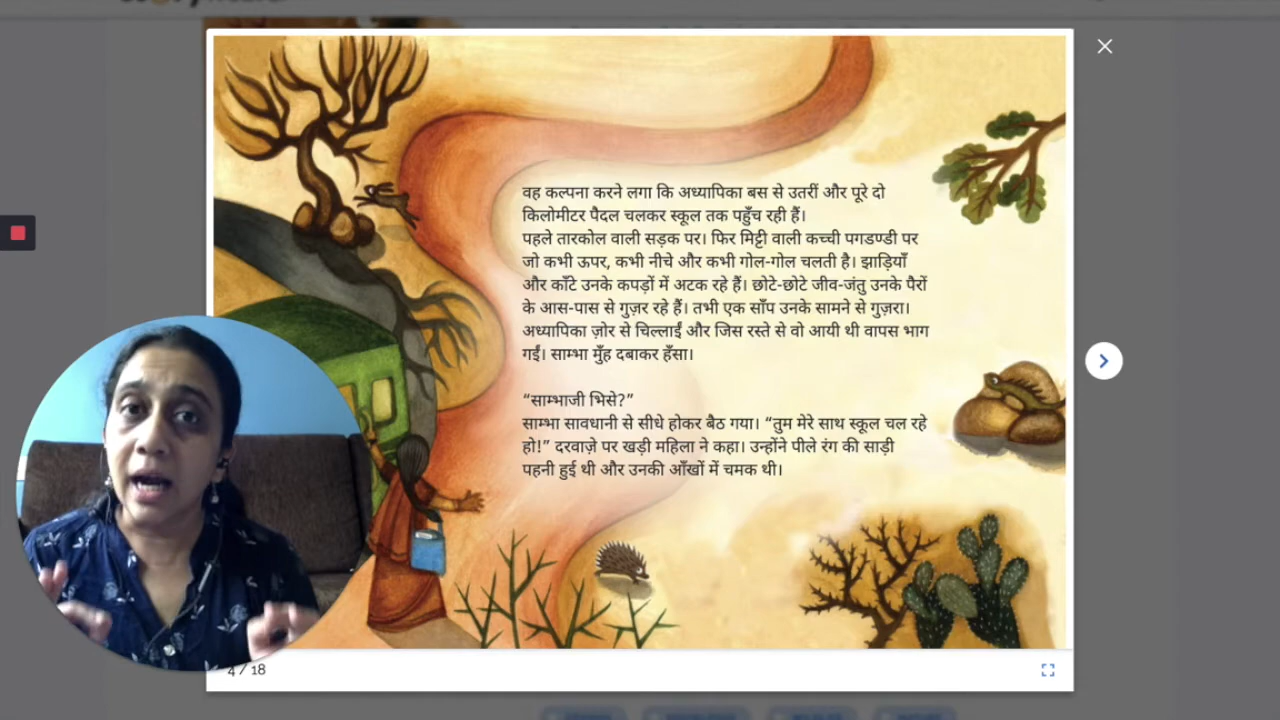 वह कल्पना करने लगा कि अध्यापिका बस से उतरीं और पूरे दो
किलोमीटर पैदल चलकर स्कूल तक पहुँच रही हैं।
पहले तारकोल वाली सड़क पर। फिर मिट्टी वाली कच्ची पगडण्डी पर
जो कभी ऊपर, कभी नीचे और कभी गोल-गोल चलती है। झाड़ियाँ
और काँटे उनके कपड़ों में अटक रहे हैं। छोटे-छोटे जीव-जंतु उनके पैरों
के आस-पास से गुज़र रहे हैं। तभी एक साँप उनके सामने से गुज़रा।
अध्यापिका ज़ोर से चिल्लाईं और जिस रस्ते से वो आयी थी वापस भाग
गईं। साम्भा मुँह दबाकर हँसा।
“साम्भाजी भिसे?”
साम्भा सावधानी से सीधे होकर बैठ गया। “तुम मेरे साथ स्कूल चल रहे
हो!” दरवाज़े पर खड़ी महिला ने कहा। उन्होंने पीले रंग की साड़ी
पहनी हुई थी और उनकी आँखों में चमक थी।
4 / 18